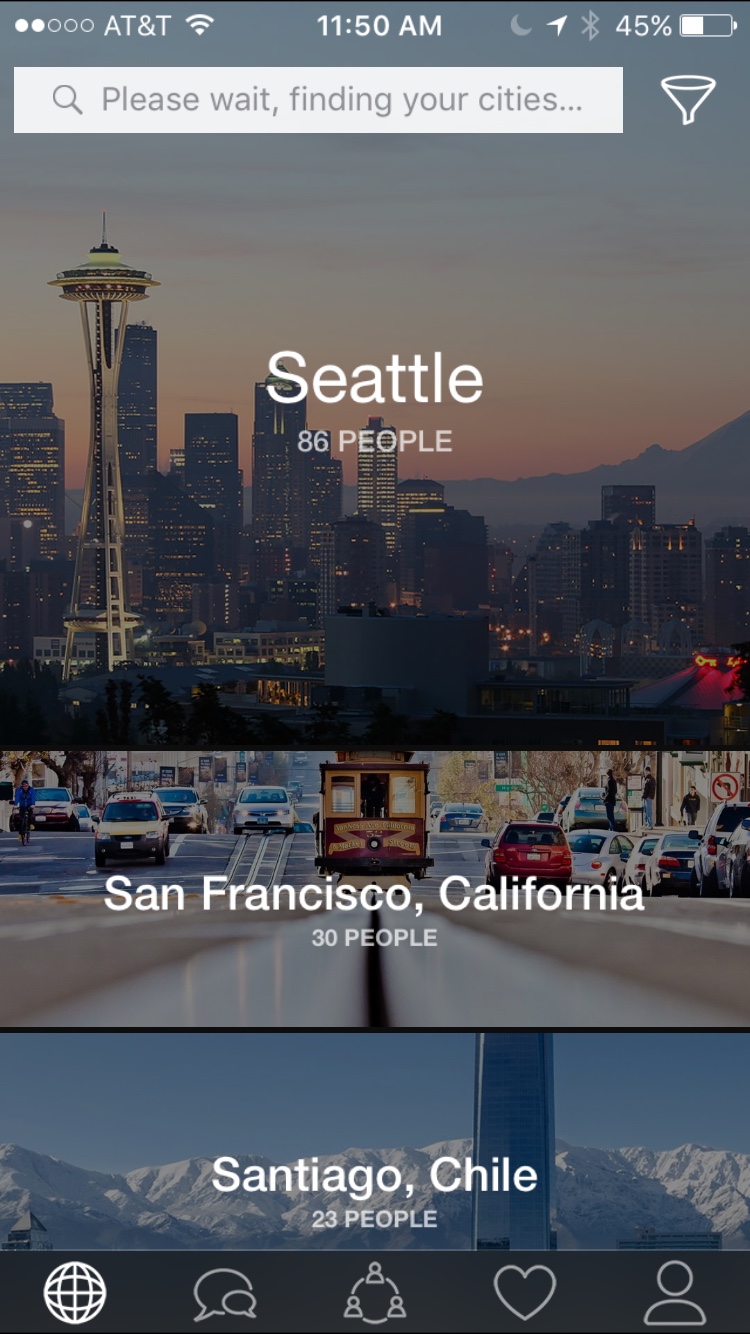 AT&T 11:50 AM 45%
Please wait, finding your cities...
Seattle
86 PEOPLE
San Francisco, California
30 PEOPLE
Santiago, Chile
23 PEOPLE